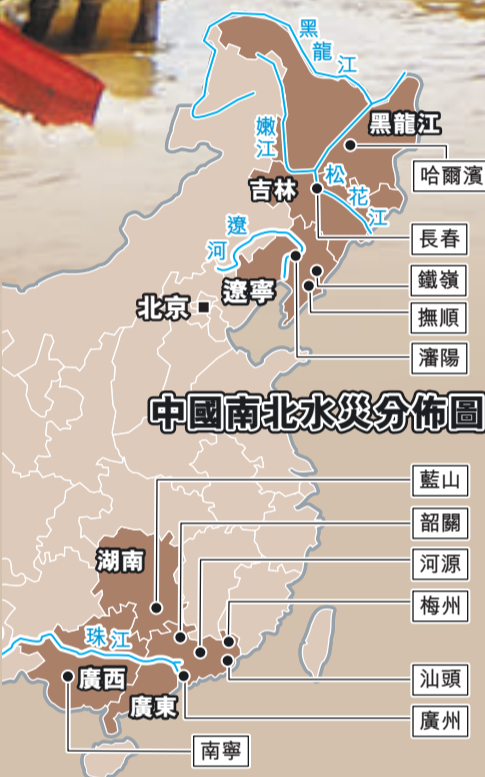 黑龍江
嫩江
黑龍江
哈爾濱
吉林
松花江
長春
遼河
鐵嶺
遼寧
北京
撫順
瀋陽
中國南北水災分佈圖
藍山
韶關
湖南
河源
梅州
珠江
廣西
汕頭
廣東
廣州
南寧